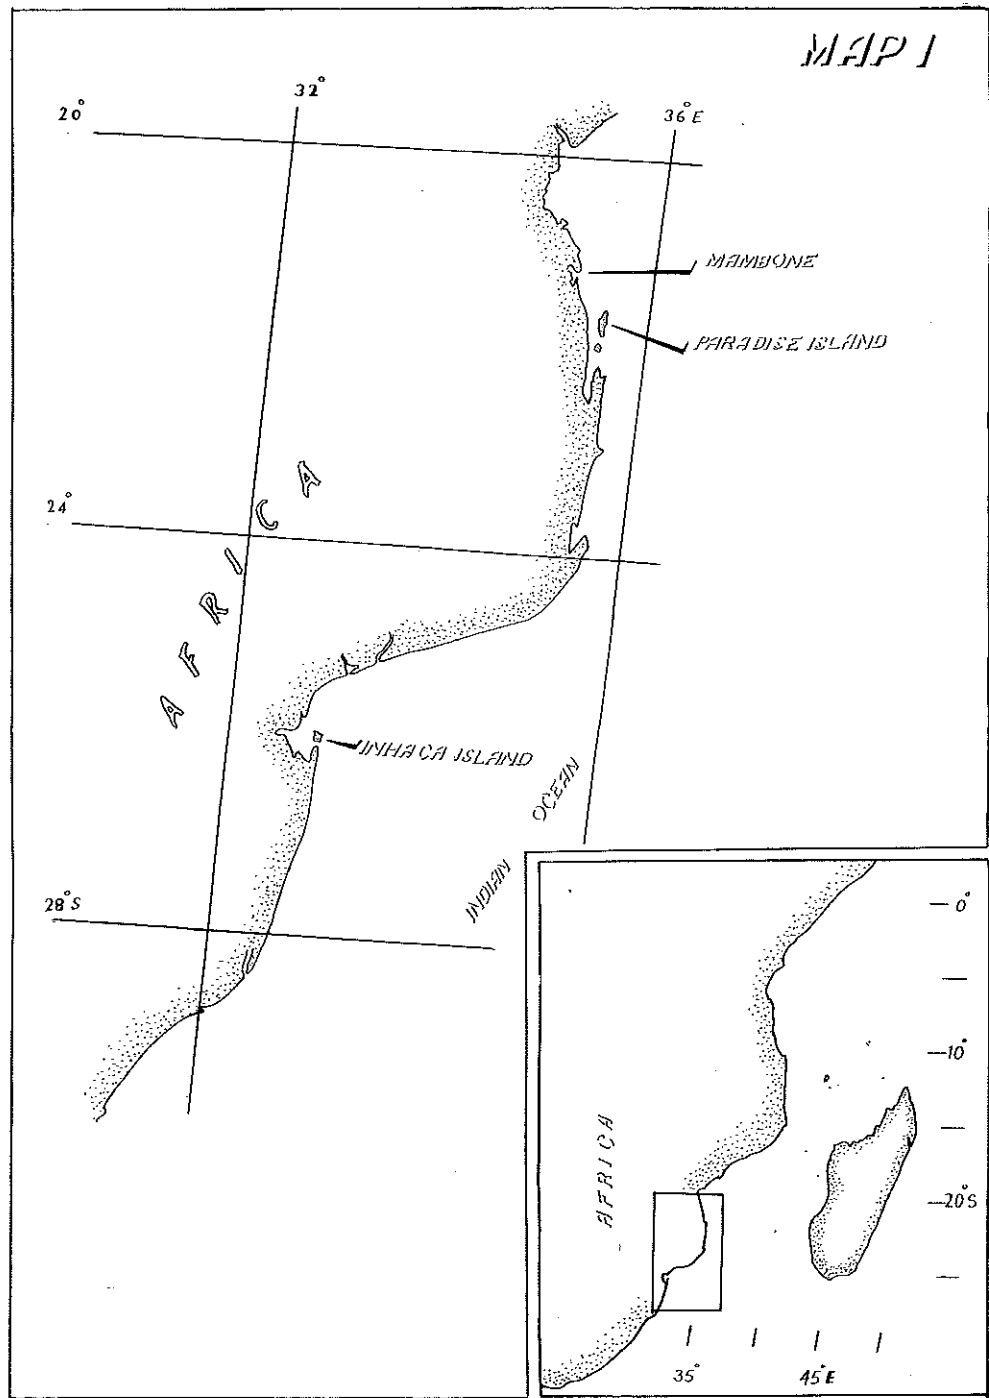 MAP 1
32°
20°
36°E
MAMBONE
PARADISE ISLAND
24°
AFRICA
INHACA ISLAND
INDIAN OCEAN
28°S
0°
10°
AFRICA
20°S
35°
45°E